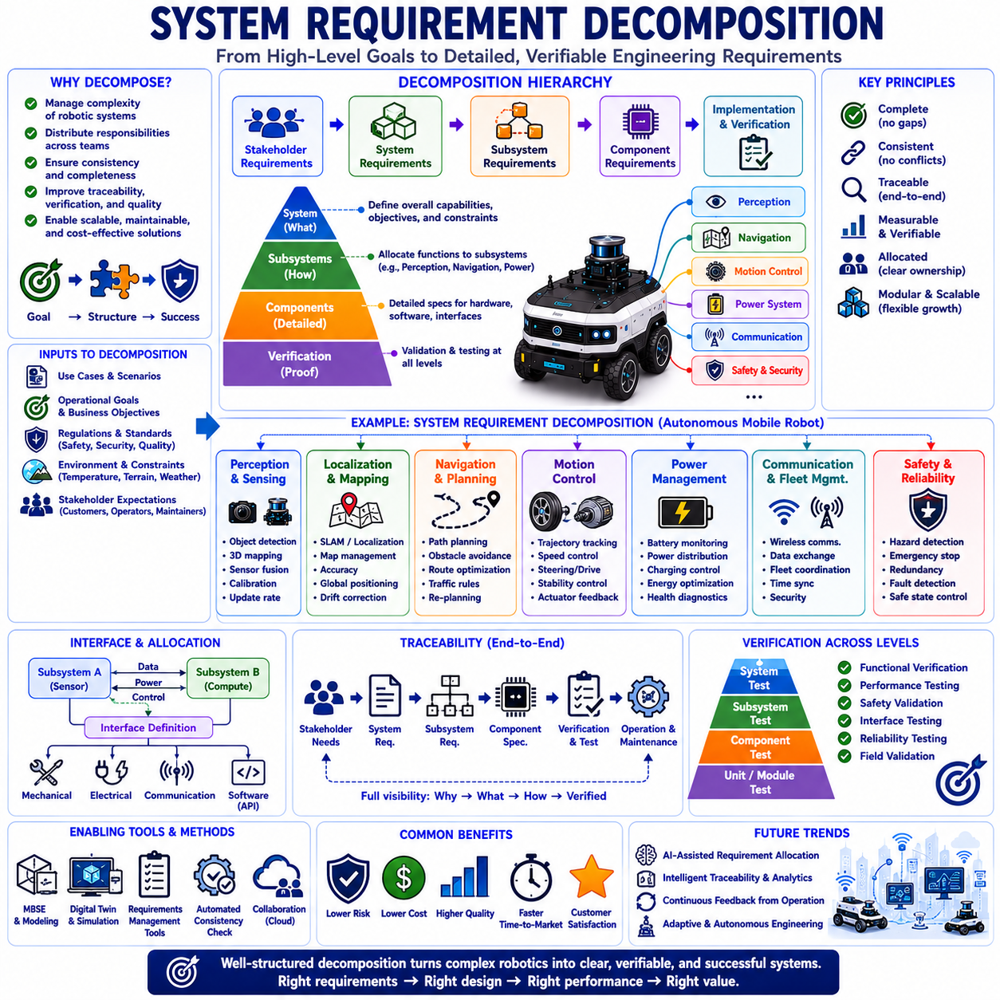 SYSTEM REQUIREMENT DECOMPOSITION
From High-Level Goals to Detailed, Verifiable Engineering Requirements
WHY DECOMPOSE?
Manage complexity
of robotic systems
Distribute responsibilities
across teams
Ensure consistency
and completeness
Improve traceability,
verification, and quality
Enable scalable, maintainable,
and cost-effective solutions
Goal → Structure → Success
DECOMPOSITION HIERARCHY
Stakeholder
Requirements
System
Requirements
Subsystem
Requirements
Component
Requirements
Implementation
& Verification
System
(What)
Define overall capabilities,
objectives, and constraints
Subsystems
(How)
Allocate functions to subsystems
(e.g., Perception, Navigation, Power)
Components
(Detailed)
Detailed specs for hardware,
software, interfaces
Verification
(Proof)
Validation & testing at
all levels
Perception
Navigation
Motion Control
Power System
Communication
Safety & Security
...
KEY PRINCIPLES
Complete
(no gaps)
Consistent
(no conflicts)
Traceable
(end-to-end)
Measurable
& Verifiable
Allocated
(clear ownership)
Modular & Scalable
(flexible growth)
INPUTS TO DECOMPOSITION
Use Cases & Scenarios
Operational Goals
& Business Objectives
Regulations & Standards
(Safety, Security, Quality)
Environment & Constraints
(Temperature, Terrain, Weather)
Stakeholder Expectations
(Customers, Operators, Maintainers)
EXAMPLE: SYSTEM REQUIREMENT DECOMPOSITION (Autonomous Mobile Robot)
Perception
& Sensing
• Object detection
• 3D mapping
• Sensor fusion
• Calibration
• Update rate
Localization
& Mapping
• SLAM / Localization
• Map management
• Accuracy
• Global positioning
• Drift correction
Navigation
& Planning
• Path planning
• Obstacle avoidance
• Route optimization
• Traffic rules
• Re-planning
Motion
Control
• Trajectory tracking
• Speed control
• Steering/Drive
• Stability control
• Actuator feedback
Power
Management
• Battery monitoring
• Power distribution
• Charging control
• Energy optimization
• Health diagnostics
Communication
& Fleet Mgmt.
• Wireless comms.
• Data exchange
• Fleet coordination
• Time sync
• Security
Safety &
Reliability
• Hazard detection
• Emergency stop
• Redundancy
• Fault detection
• Safe state control
INTERFACE & ALLOCATION
Subsystem A
(Sensor)
Data
Power
Control
Subsystem B
(Compute)
Interface Definition
Mechanical
Electrical
Communication
Software
(API)
TRACEABILITY (End-to-End)
Stakeholder
Needs
System
Req.
Subsystem
Req.
Component
Spec.
Verification
& Test
Operation &
Maintenance
Full visibility: Why → What → How → Verified
VERIFICATION ACROSS LEVELS
System
Test
Subsystem
Test
Component
Test
Unit / Module
Test
Functional Verification
Performance Testing
Safety Validation
Interface Testing
Reliability Testing
Field Validation
ENABLING TOOLS & METHODS
MBSE
& Modeling
Digital Twin
& Simulation
Requirements
Management
Tools
Automated
Consistency
Check
Collaboration
(Cloud)
COMMON BENEFITS
Lower Risk
$
Lower Cost
Higher Quality
Faster
Time-to-Market
Customer
Satisfaction
FUTURE TRENDS
AI-Assisted Requirement Allocation
Intelligent Traceability & Analytics
Continuous Feedback from Operation
Adaptive & Autonomous Engineering
Well-structured decomposition turns complex robotics into clear, verifiable, and successful systems.
Right requirements → Right design → Right performance → Right value.